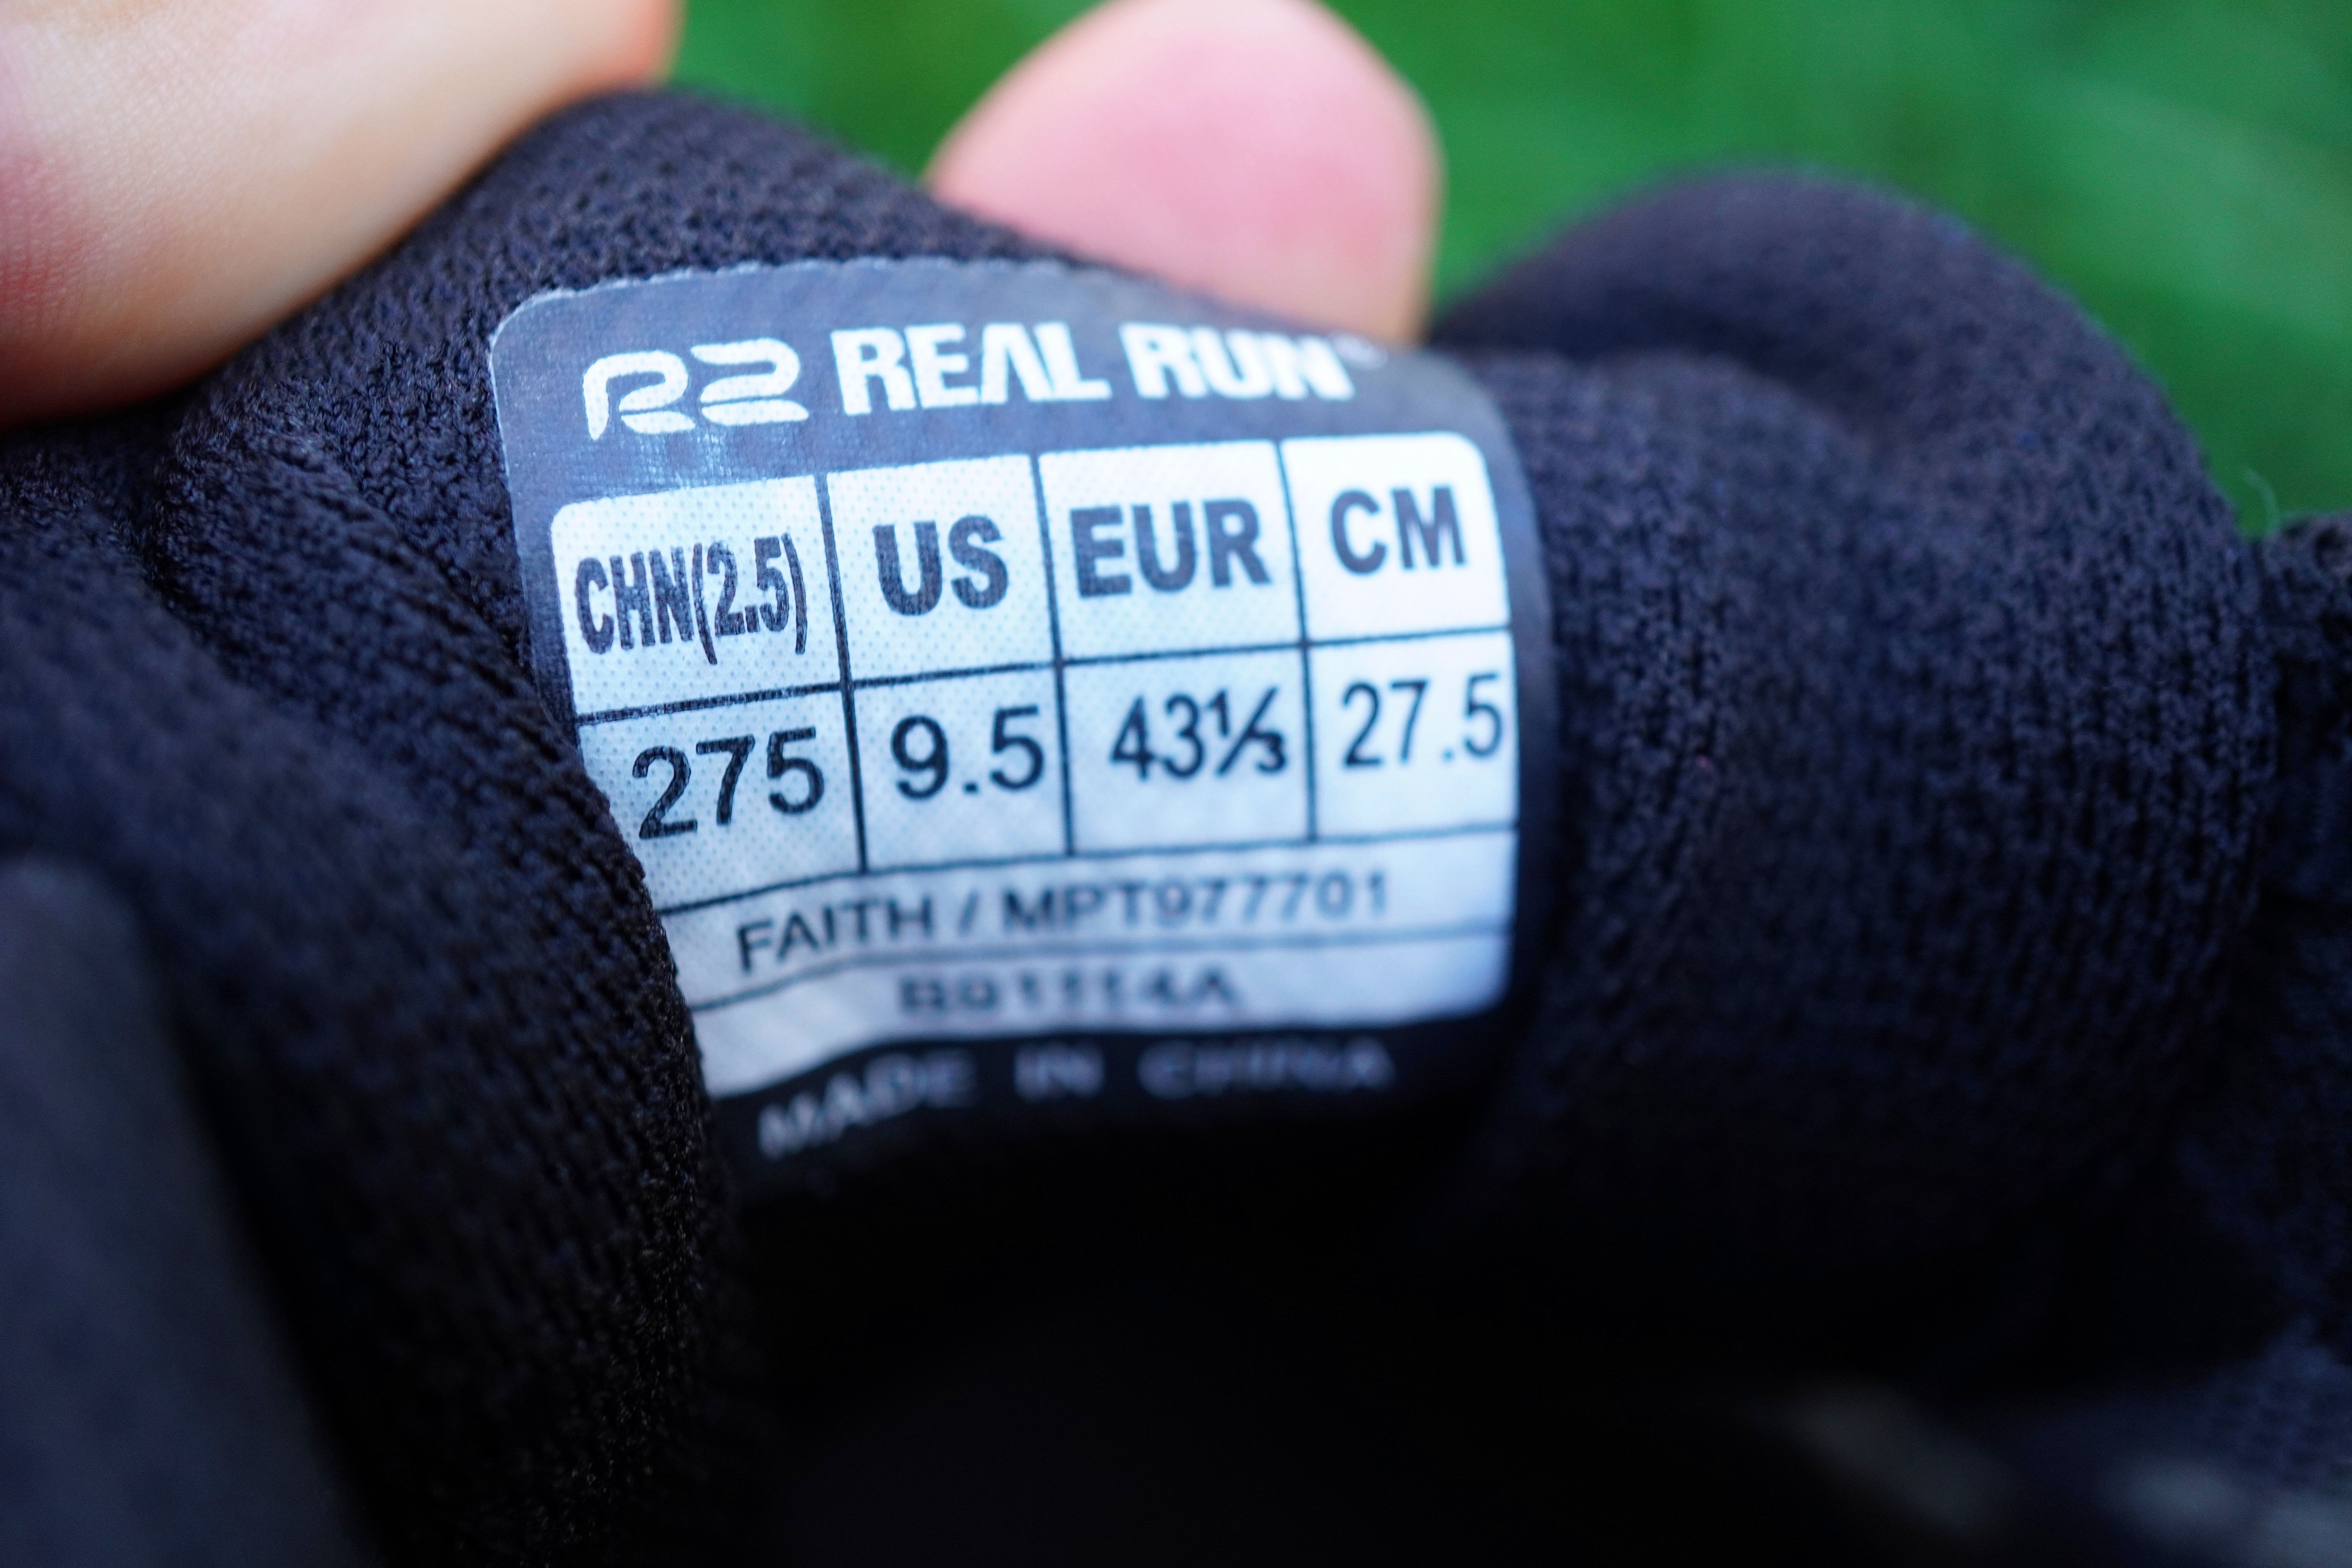 R2 REAL RUN
CHN(2.5) US EUR CM
275 9.5 43⅓ 27.5
FAITH / MPT977701
MADE IN CHINA